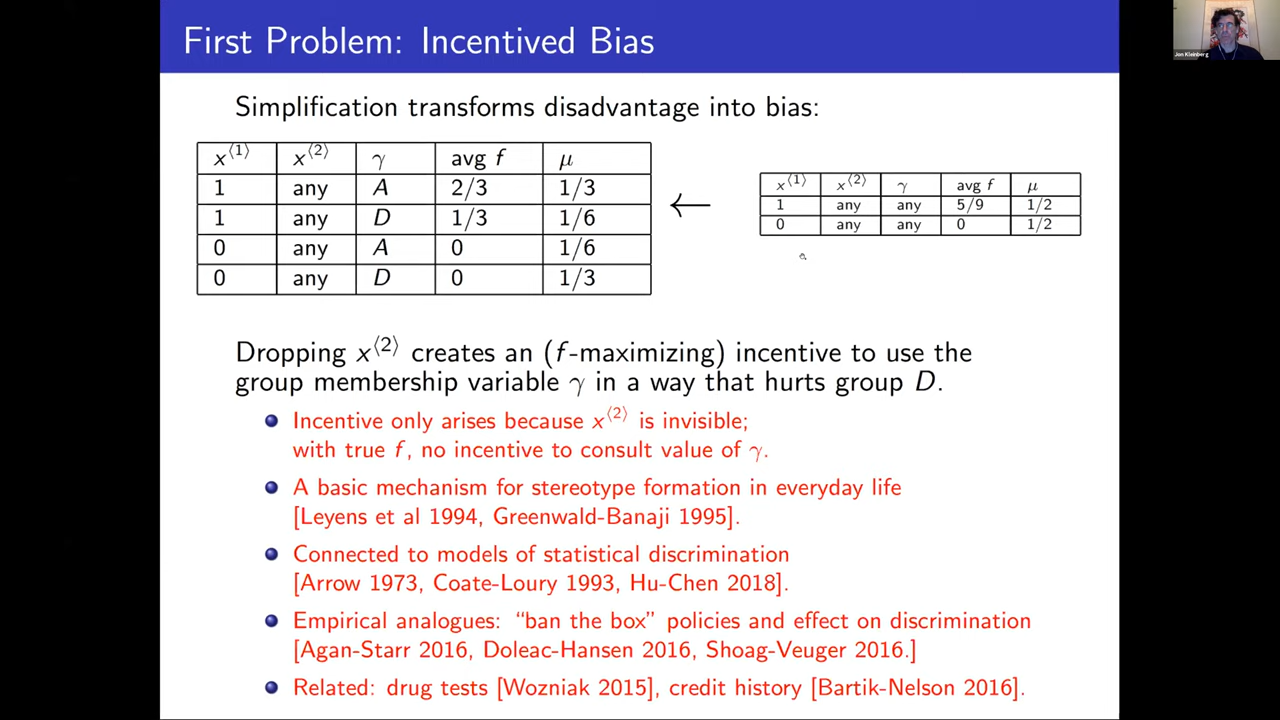 First Problem: Incentived Bias
Jon Kleinberg
Simplification transforms disadvantage into bias:
x⟨1⟩ x⟨2⟩ γ avg f μ
1 any A 2/3 1/3
1 any D 1/3 1/6
0 any A 0 1/6
0 any D 0 1/3
←
x⟨1⟩ x⟨2⟩ γ avg f μ
1 any any 5/9 1/2
0 any any 0 1/2
Dropping x⟨2⟩ creates an (f-maximizing) incentive to use the
group membership variable γ in a way that hurts group D.
Incentive only arises because x⟨2⟩ is invisible;
with true f, no incentive to consult value of γ.
A basic mechanism for stereotype formation in everyday life
[Leyens et al 1994, Greenwald-Banaji 1995].
Connected to models of statistical discrimination
[Arrow 1973, Coate-Loury 1993, Hu-Chen 2018].
Empirical analogues: “ban the box” policies and effect on discrimination
[Agan-Starr 2016, Doleac-Hansen 2016, Shoag-Veuger 2016.]
Related: drug tests [Wozniak 2015], credit history [Bartik-Nelson 2016].